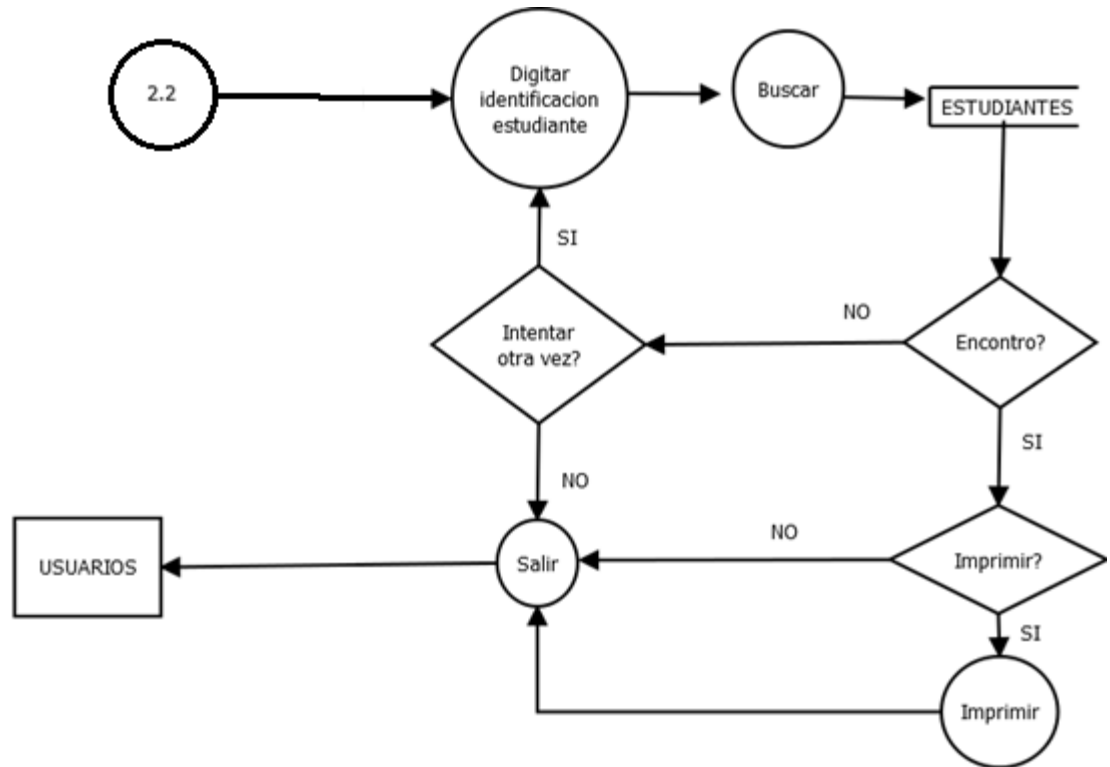 2.2
Digitar
identificacion
estudiante
Buscar
ESTUDIANTES
SI
Intentar
otra vez?
NO
Encontro?
SI
NO
USUARIOS
Salir
NO
Imprimir?
SI
Imprimir